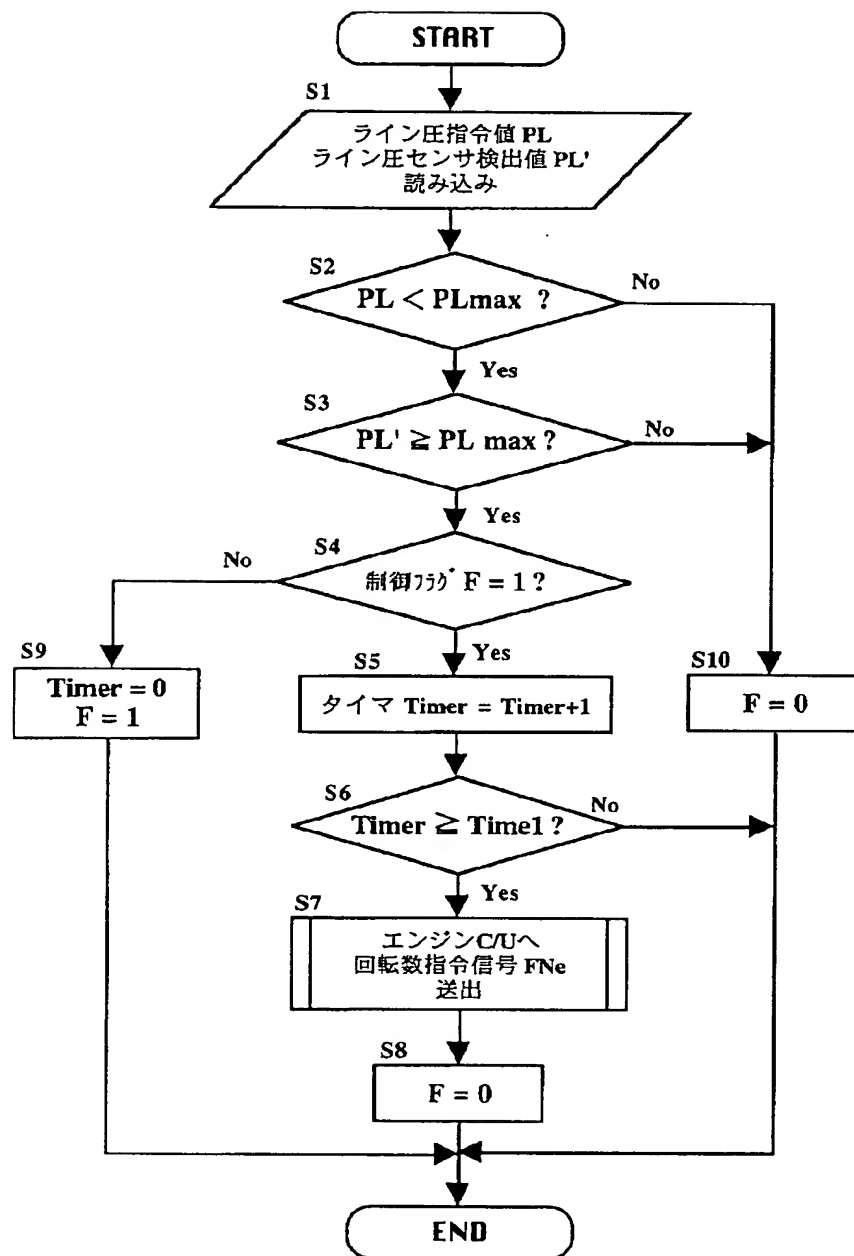 START
S1
ライン圧指令値 PL
ライン圧センサ検出値 PL'
読み込み
S2
PL < PLmax ?
No
Yes
S3
PL' ≧ PL max ?
No
Yes
S4
制御ﾌﾗｸﾞ F = 1 ?
No
Yes
S9
Timer = 0
F = 1
S5
タイマ Timer = Timer+1
S10
F = 0
S6
Timer ≧ Time1 ?
No
Yes
S7
エンジンC/Uへ
回転数指令信号 FNe
送出
S8
F = 0
END